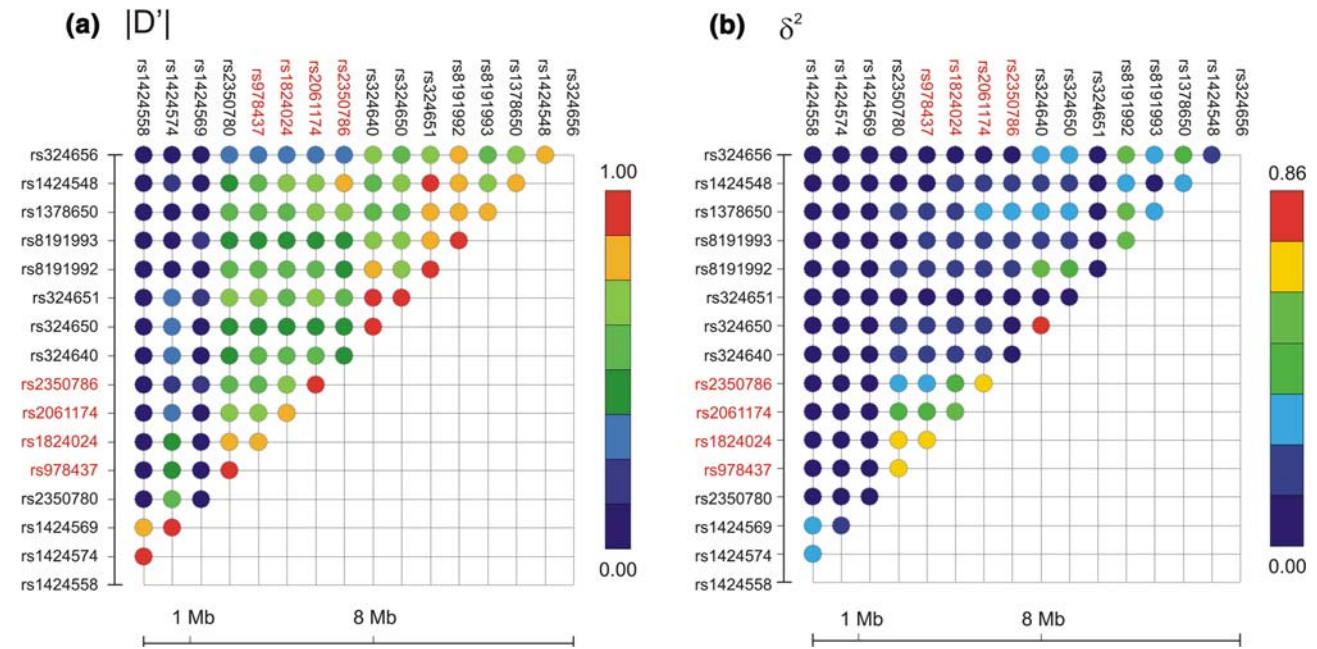 (a) |D'|
rs1424558
rs1424574
rs1424569
rs2350780
rs978437
rs1824024
rs2061174
rs2350786
rs324640
rs324650
rs324651
rs8191992
rs8191993
rs1378650
rs1424548
rs324656
rs324656
rs1424548
rs1378650
rs8191993
rs8191992
rs324651
rs324650
rs324640
rs2350786
rs2061174
rs1824024
rs978437
rs2350780
rs1424569
rs1424574
rs1424558
1.00
0.00
1 Mb 8 Mb
(b) δ²
rs1424558
rs1424574
rs1424569
rs2350780
rs978437
rs1824024
rs2061174
rs2350786
rs324640
rs324650
rs324651
rs8191992
rs8191993
rs1378650
rs1424548
rs324656
rs324656
rs1424548
rs1378650
rs8191993
rs8191992
rs324651
rs324650
rs324640
rs2350786
rs2061174
rs1824024
rs978437
rs2350780
rs1424569
rs1424574
rs1424558
0.86
0.00
1 Mb 8 Mb